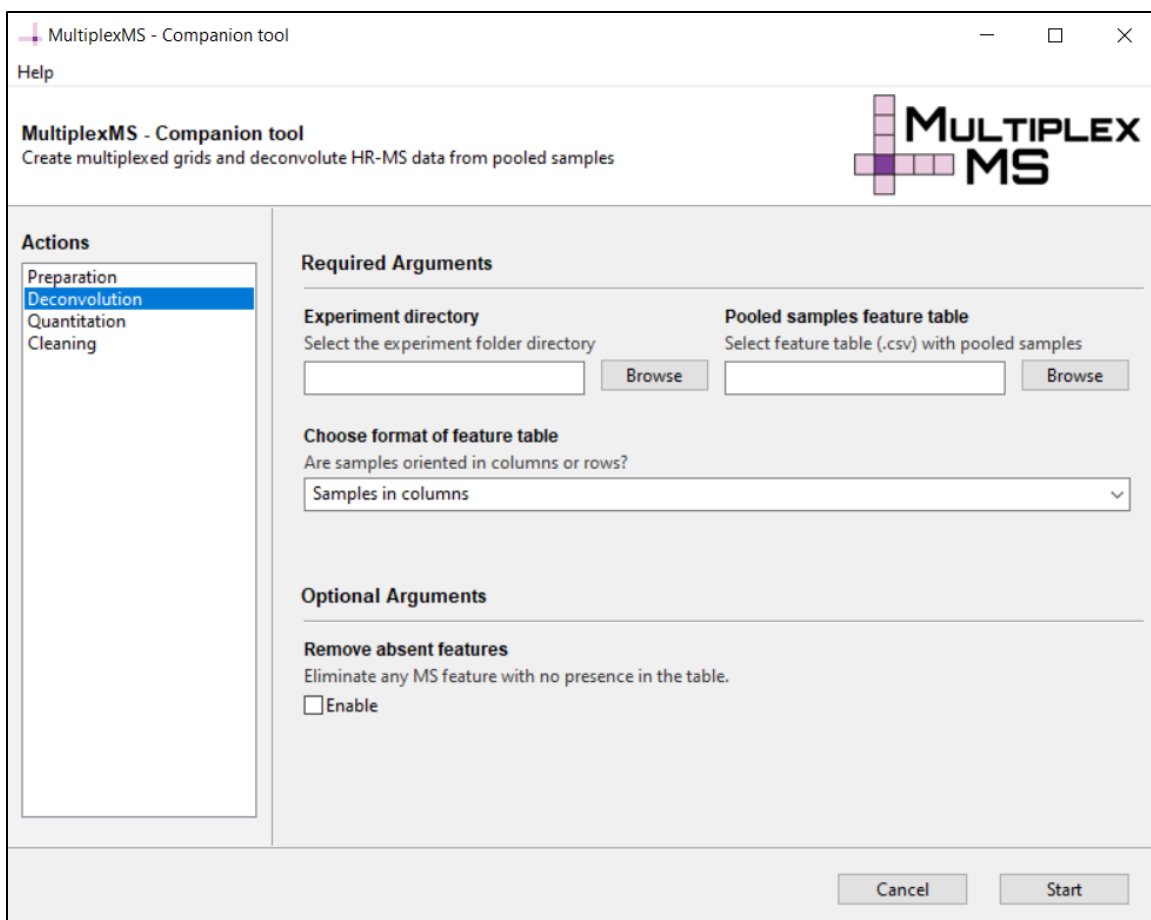 MultiplexMS - Companion tool
Help
MultiplexMS - Companion tool
Create multiplexed grids and deconvolute HR-MS data from pooled samples
MULTIPLEX
MS
Actions
Preparation
Deconvolution
Quantitation
Cleaning
Required Arguments
Experiment directory
Select the experiment folder directory
Browse
Pooled samples feature table
Select feature table (.csv) with pooled samples
Browse
Choose format of feature table
Are samples oriented in columns or rows?
Samples in columns
Optional Arguments
Remove absent features
Eliminate any MS feature with no presence in the table.
Enable
Cancel
Start